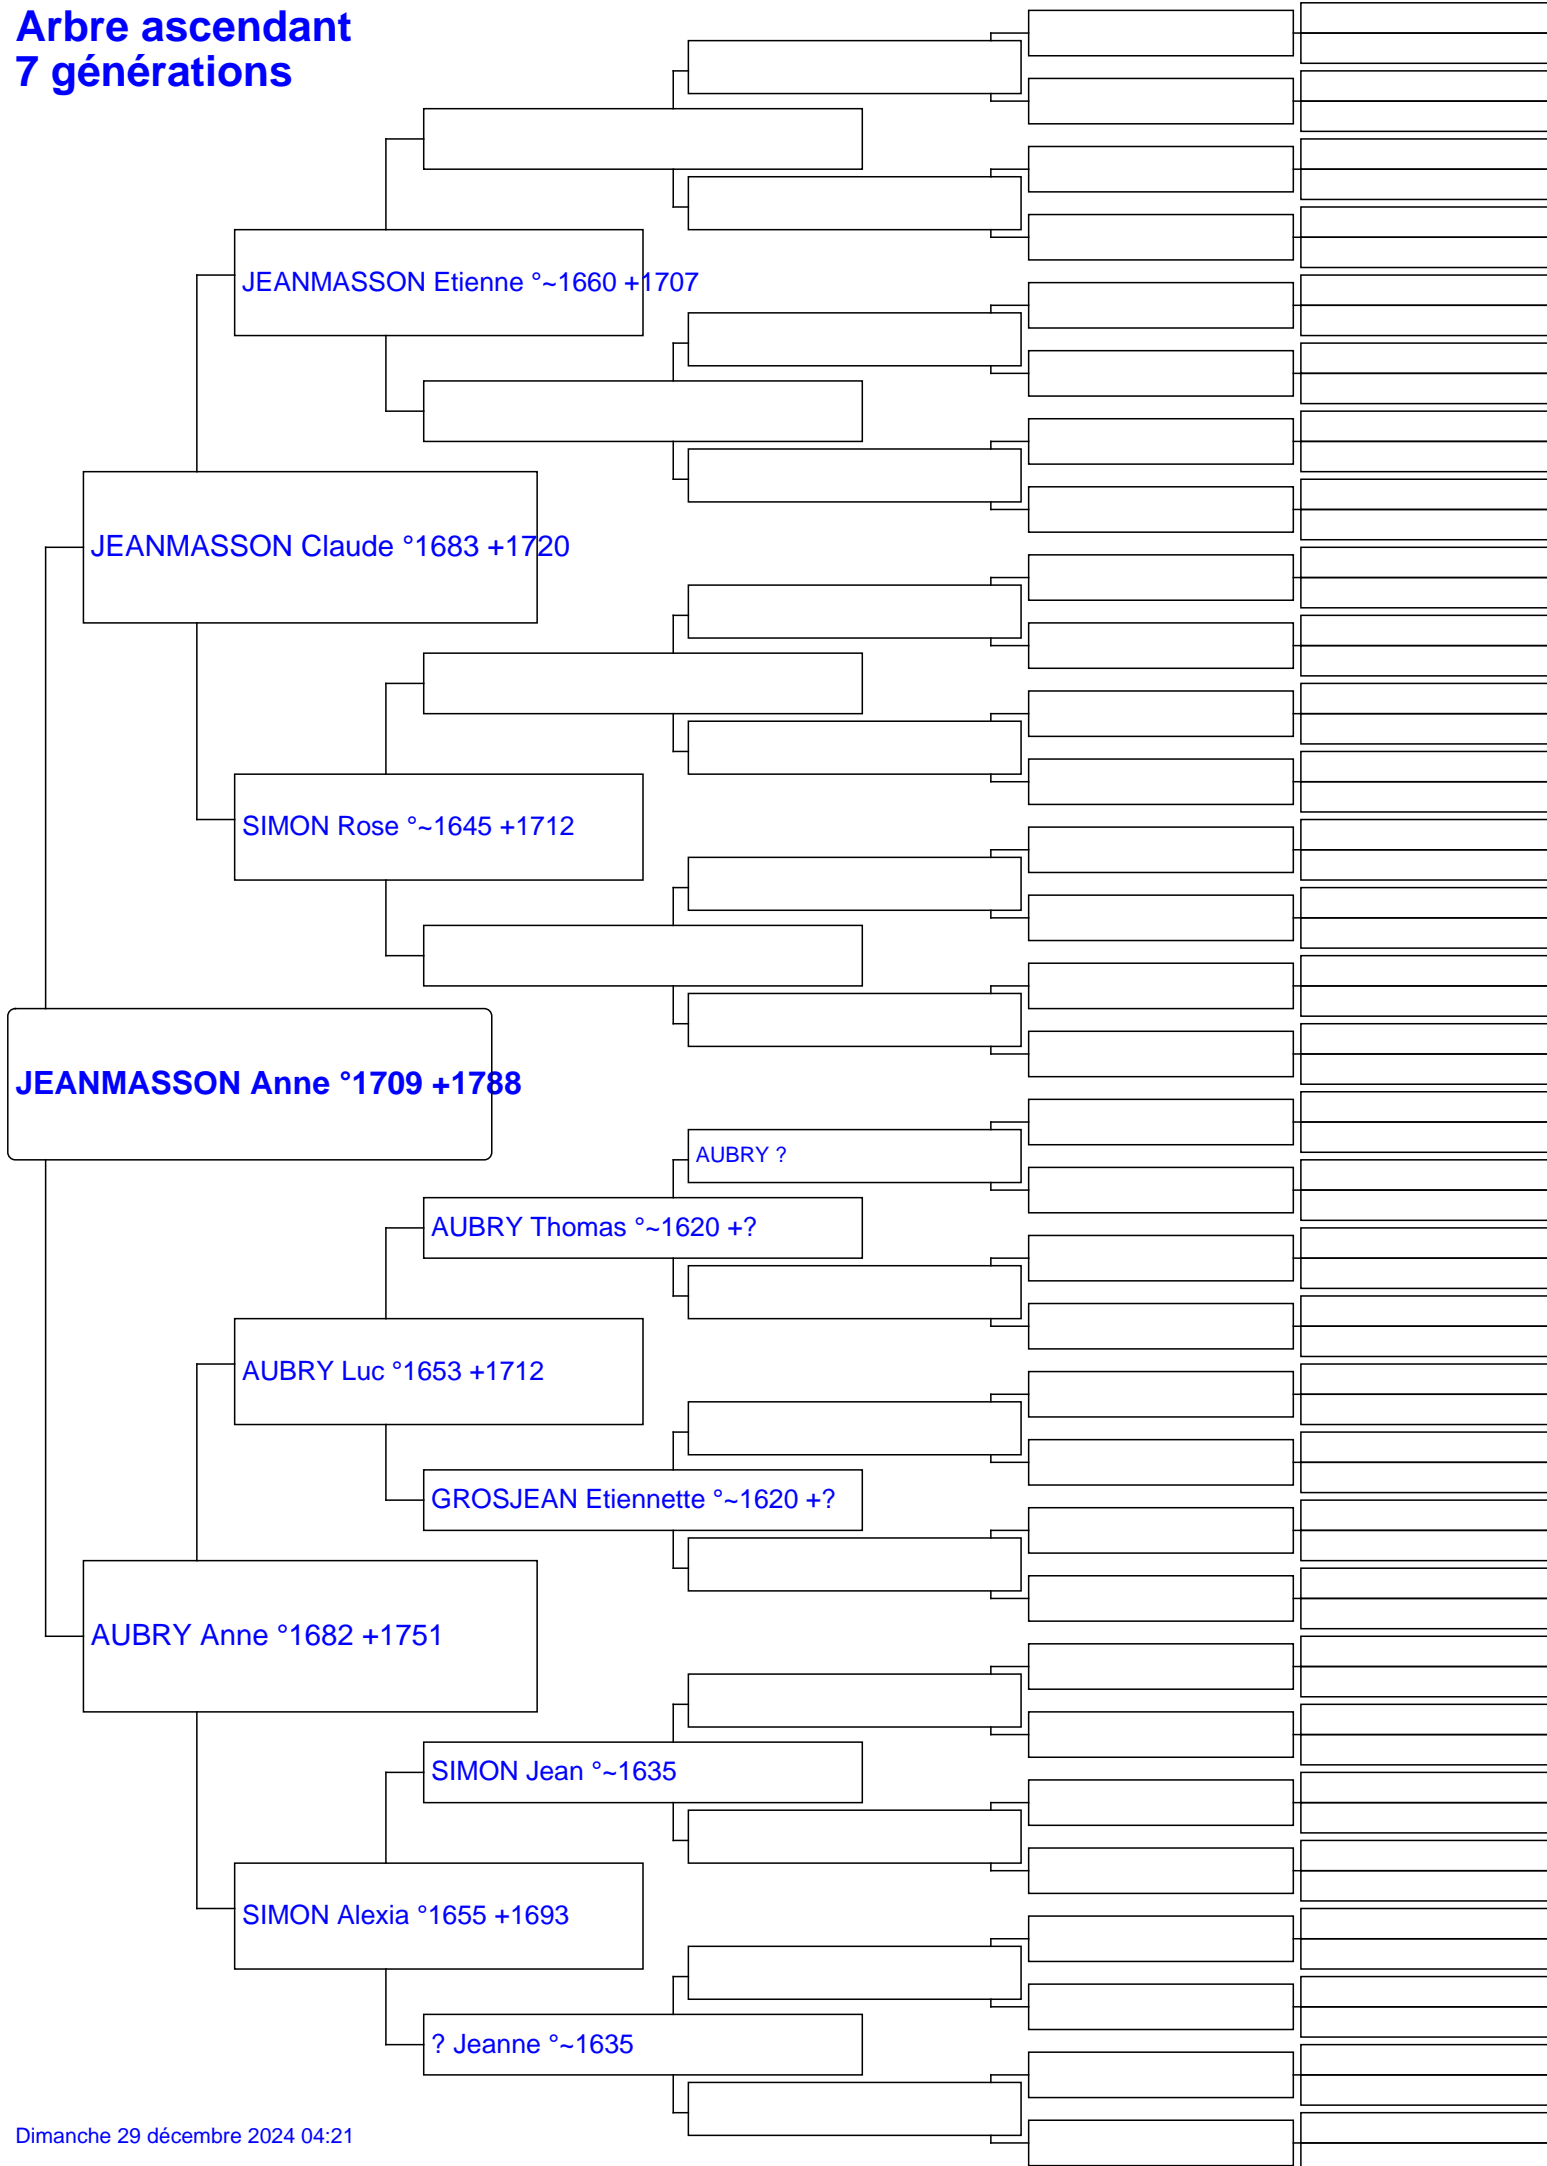 Arbre ascendant
7 générations
JEANMASSON Etienne °~1660 +1707
JEANMASSON Claude °1683 +1720
SIMON Rose °~1645 +1712
JEANMASSON Anne °1709 +1788
AUBRY ?
AUBRY Thomas °~1620 +?
AUBRY Luc °1653 +1712
GROSJEAN Etiennette °~1620 +?
AUBRY Anne °1682 +1751
SIMON Jean °~1635
SIMON Alexia °1655 +1693
? Jeanne °~1635
Dimanche 29 décembre 2024 04:21